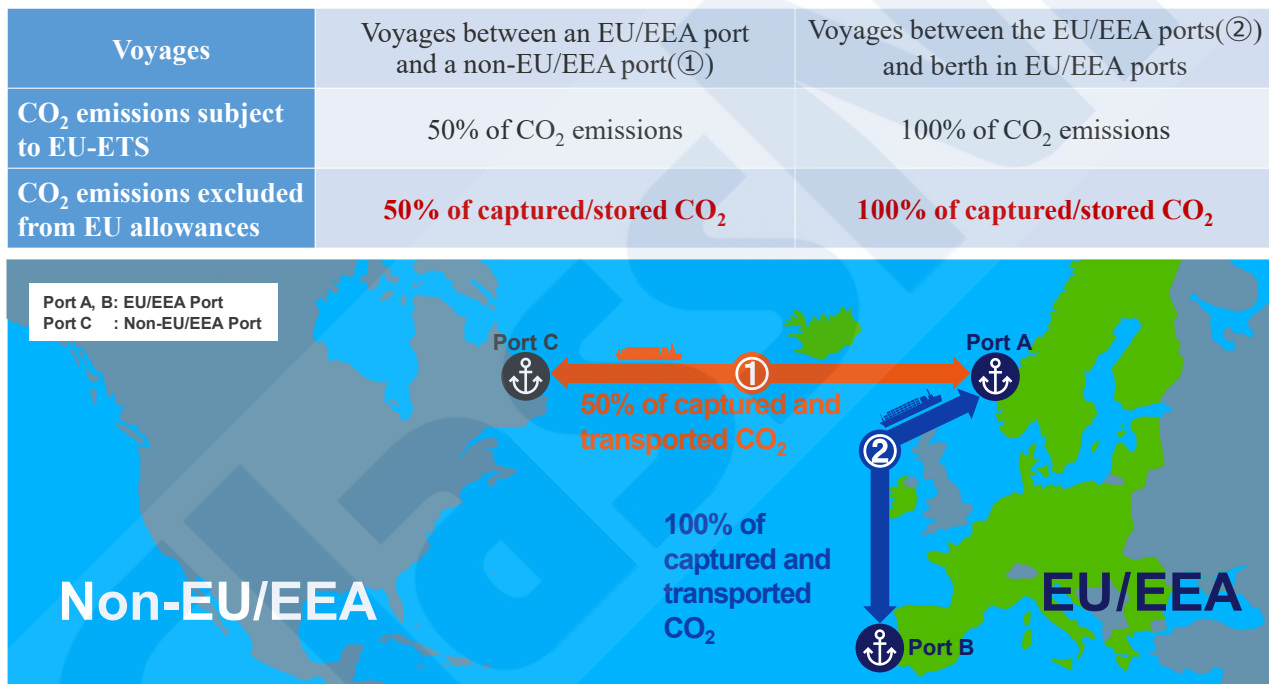 Voyages
Voyages between an EU/EEA port
and a non-EU/EEA port(①)
Voyages between the EU/EEA ports(②)
and berth in EU/EEA ports
CO₂ emissions subject
to EU-ETS
50% of CO₂ emissions
100% of CO₂ emissions
CO₂ emissions excluded
from EU allowances
50% of captured/stored CO₂
100% of captured/stored CO₂
Port A, B: EU/EEA Port
Port C : Non-EU/EEA Port
Port C
Port A
①
50% of captured and
transported CO₂
②
100% of
captured and
transported
CO₂
Non-EU/EEA
EU/EEA
Port B